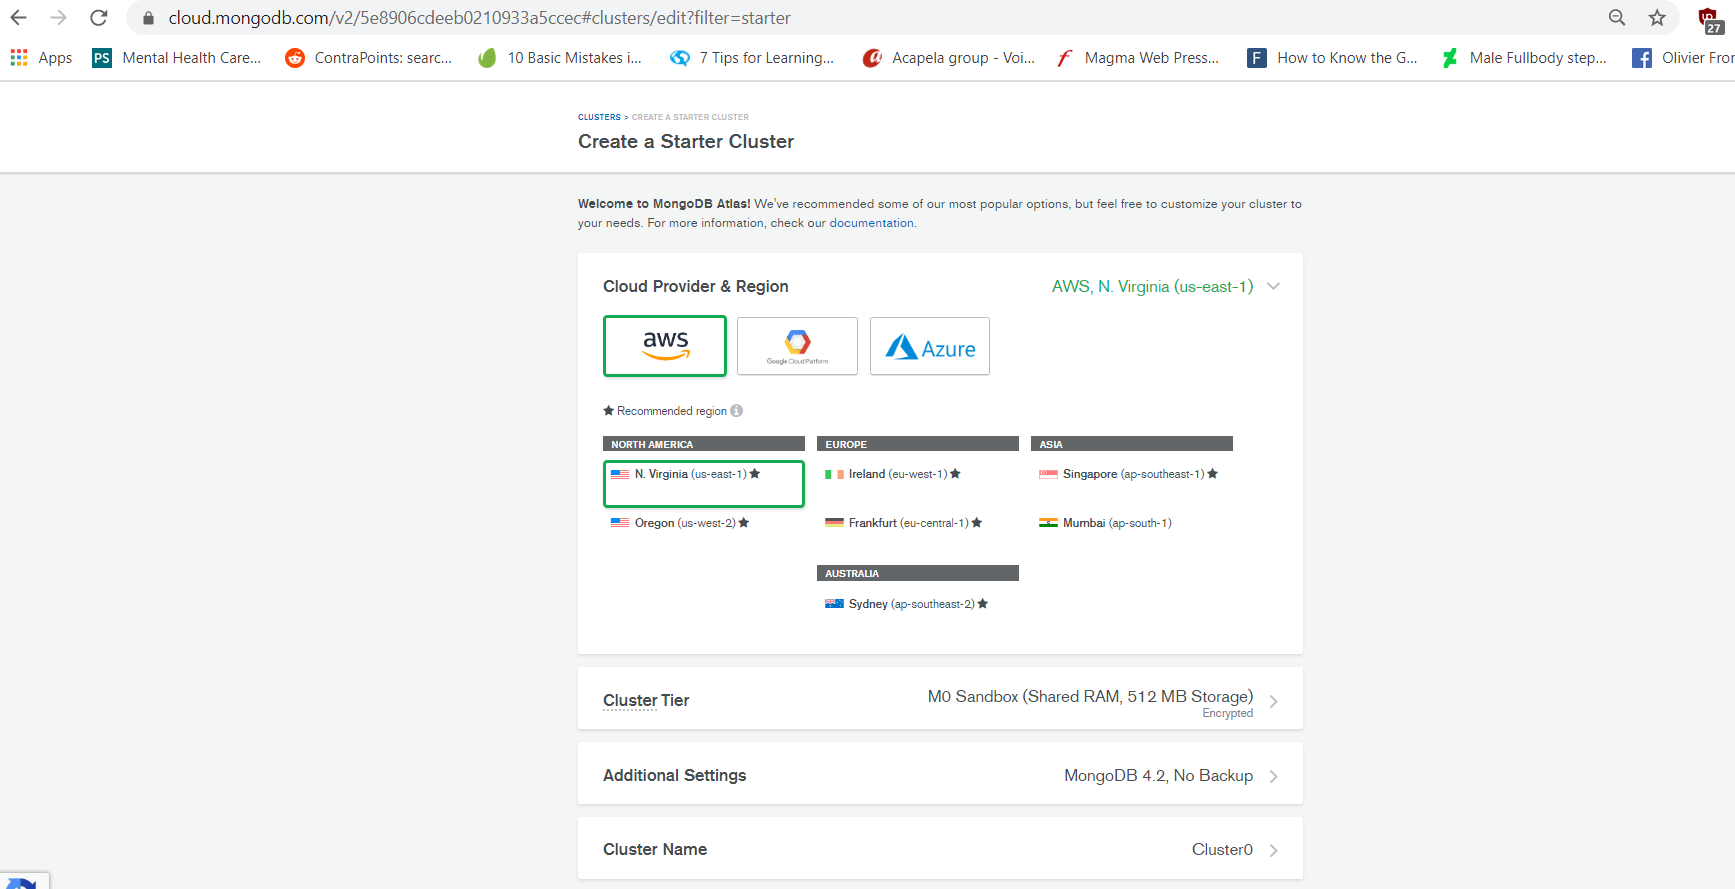 cloud.mongodb.com/v2/5e8906cdeeb0210933a5ccec#clusters/edit?filter=starter
27
Apps
PS Mental Health Care...
ContraPoints: searc...
10 Basic Mistakes i...
7 Tips for Learning...
Acapela group - Voi...
Magma Web Press...
F How to Know the G...
Male Fullbody step...
Olivier Fror
CLUSTERS > CREATE A STARTER CLUSTER
Create a Starter Cluster
Welcome to MongoDB Atlas! We've recommended some of our most popular options, but feel free to customize your cluster to
your needs. For more information, check our documentation.
Cloud Provider & Region
AWS, N. Virginia (us-east-1)
aws
Google Cloud Platform
Azure
★ Recommended region
NORTH AMERICA
N. Virginia (us-east-1) ★
Oregon (us-west-2) ★
EUROPE
Ireland (eu-west-1) ★
Frankfurt (eu-central-1) ★
ASIA
Singapore (ap-southeast-1) ★
Mumbai (ap-south-1)
AUSTRALIA
Sydney (ap-southeast-2) ★
Cluster Tier
M0 Sandbox (Shared RAM, 512 MB Storage)
Encrypted
Additional Settings
MongoDB 4.2, No Backup
Cluster Name
Cluster0